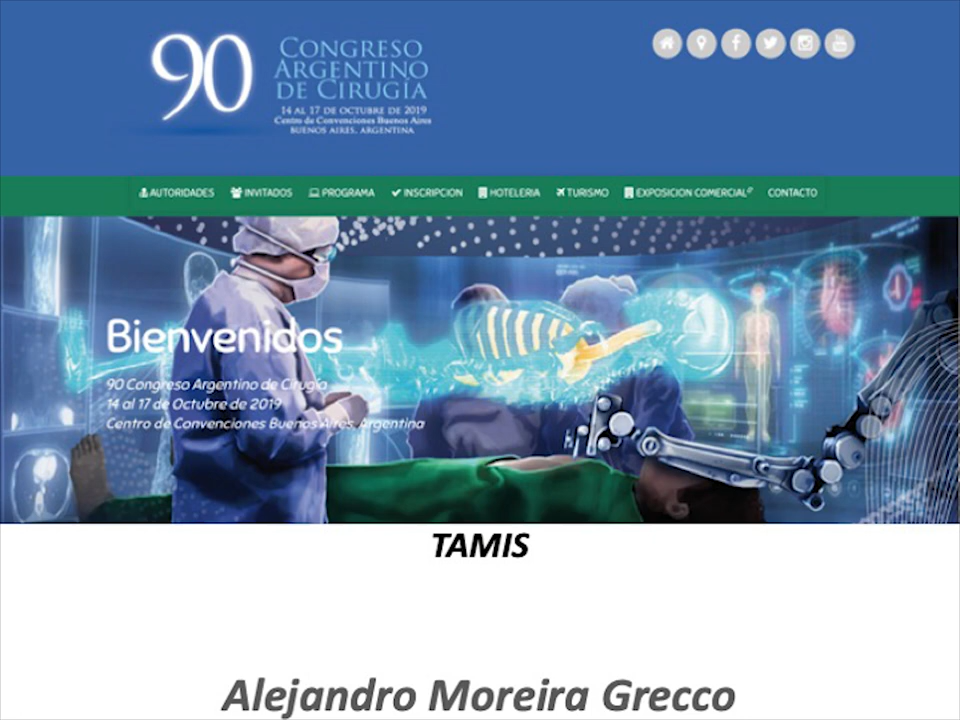 90
CONGRESO
ARGENTINO
DE CIRUGÍA
14 AL 17 DE OCTUBRE DE 2019
Centro de Convenciones Buenos Aires
BUENOS AIRES, ARGENTINA
AUTORIDADES INVITADOS PROGRAMA INSCRIPCION HOTELERIA TURISMO EXPOSICION COMERCIAL CONTACTO
Bienvenidos
90 Congreso Argentino de Cirugía
14 al 17 de Octubre de 2019
Centro de Convenciones Buenos Aires, Argentina
TAMIS
Alejandro Moreira Grecco